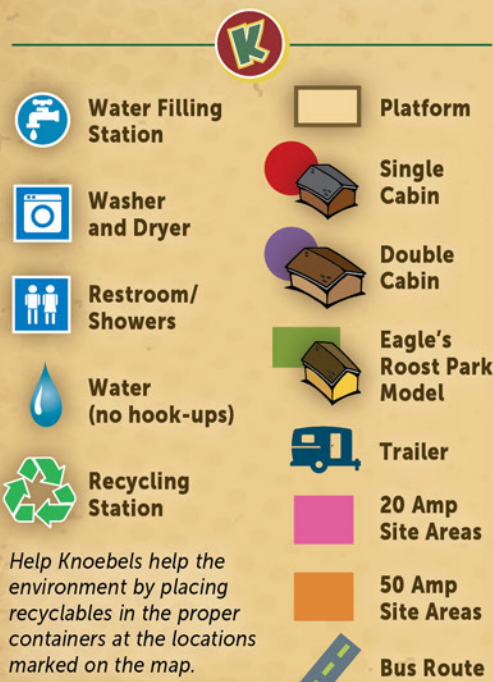 K
Water Filling
Station
Washer
and Dryer
Restroom/
Showers
Water
(no hook-ups)
Recycling
Station
Help Knoebels help the
environment by placing
recyclables in the proper
containers at the locations
marked on the map.
Platform
Single
Cabin
Double
Cabin
Eagle's
Roost Park
Model
Trailer
20 Amp
Site Areas
50 Amp
Site Areas
Bus Route